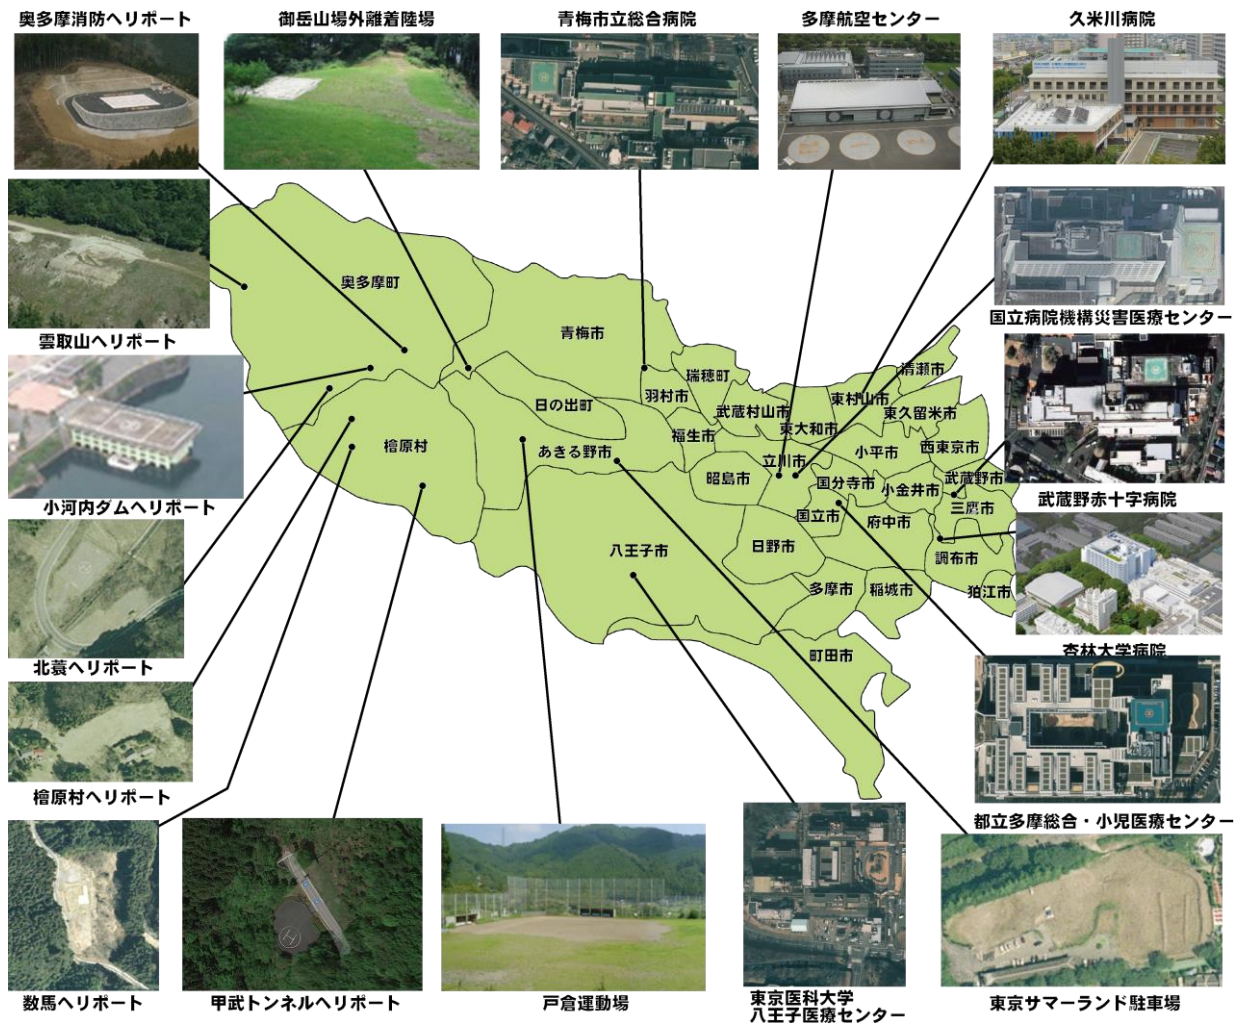 奥多摩消防ヘリポート
御岳山場外離着陸場
青梅市立総合病院
多摩航空センター
久米川病院
雲取山ヘリポート
国立病院機構災害医療センター
小河内ダムヘリポート
武蔵野赤十字病院
北蓑ヘリポート
杏林大学病院
檜原村ヘリポート
都立多摩総合・小児医療センター
数馬ヘリポート
甲武トンネルヘリポート
戸倉運動場
東京医科大学
八王子医療センター
東京サマーランド駐車場
奥多摩町
青梅市
瑞穂町
清瀬市
羽村市
日の出町
武蔵村山市
東村山市
東久留米市
東大和市
福生市
檜原村
あきる野市
小平市
西東京市
立川市
昭島市
国分寺市
小金井市
武蔵野市
三鷹市
国立市
府中市
八王子市
日野市
調布市
多摩市
稲城市
狛江市
町田市